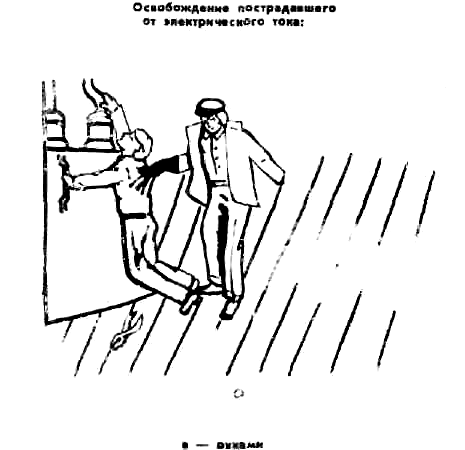 Освобождение пострадавшего
от электрического тока:
в — руками